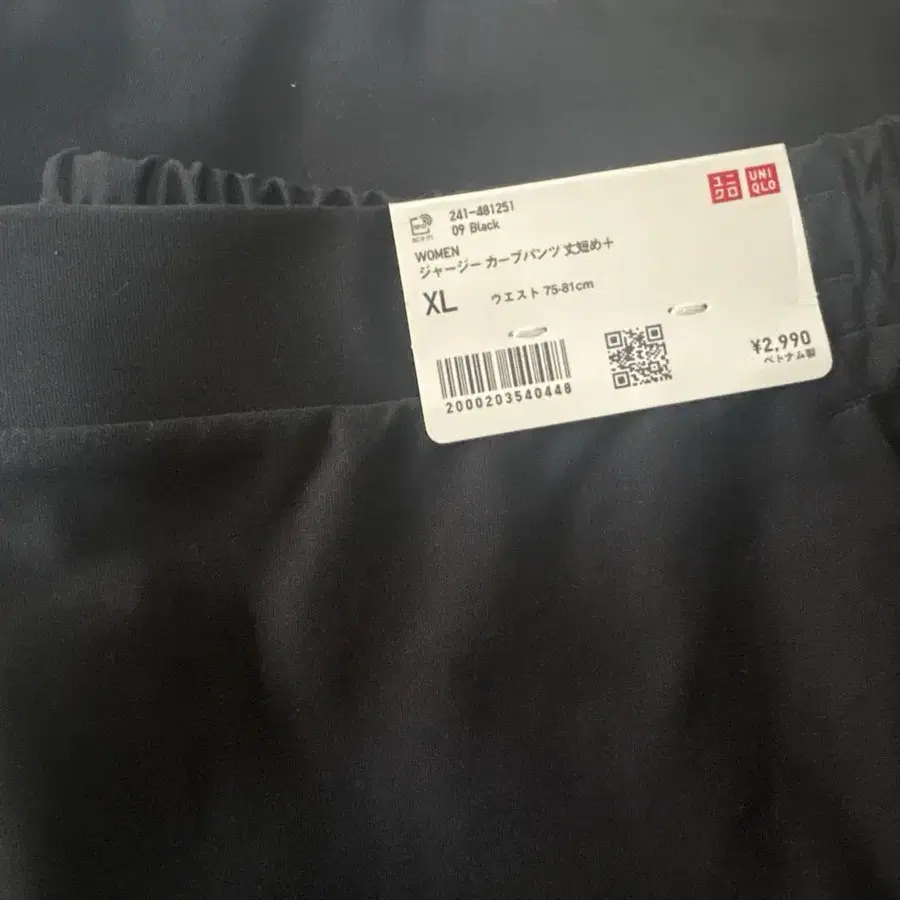 241-481251
09 Black
ユニクロ
UNIQLO
WOMEN
ジャージー カーブパンツ 丈短め+
XL ウエスト 75-81cm
2000203540448
¥2,990
ベトナム製